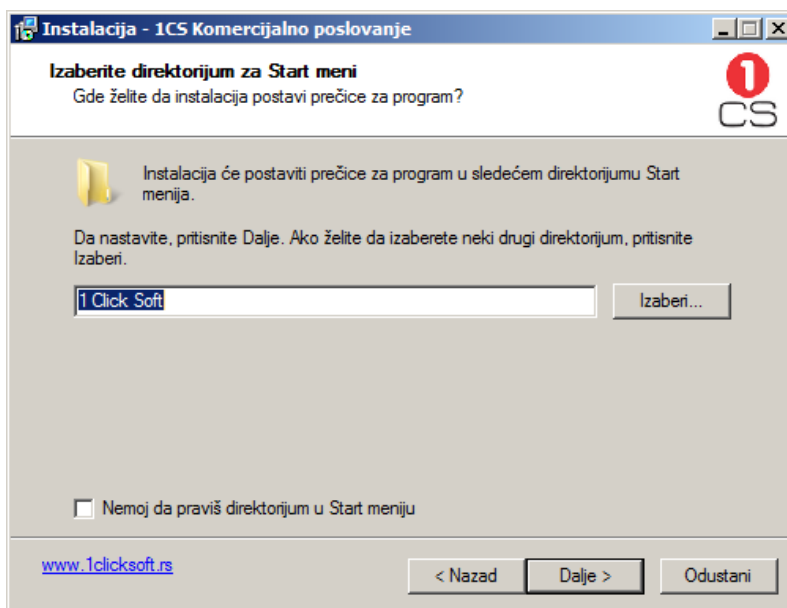 Instalacija - 1CS Komercijalno poslovanje
Izaberite direktorijum za Start meni
Gde želite da instalacija postavi prečice za program?
1
CS
Instalacija će postaviti prečice za program u sledećem direktorijumu Start
menija.
Da nastavite, pritisnite Dalje. Ako želite da izaberete neki drugi direktorijum, pritisnite
Izaberi.
1 Click Soft
Izaberi...
Nemoj da praviš direktorijum u Start meniju
www.1clicksoft.rs
< Nazad
Dalje >
Odustani